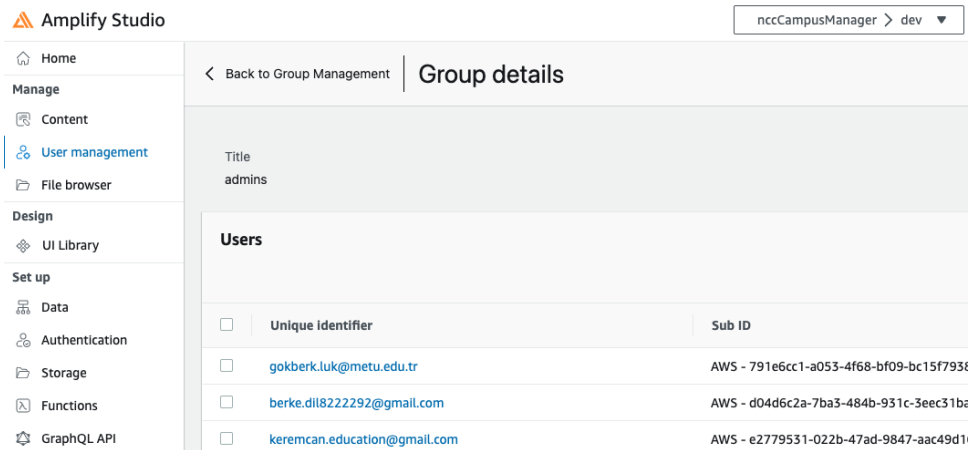 Amplify Studio
nccCampusManager > dev
Home
Manage
Content
User management
File browser
Design
UI Library
Set up
Data
Authentication
Storage
Functions
GraphQL API
Back to Group Management
Group details
Title
admins
Users
Unique identifier
Sub ID
gokberk.luk@metu.edu.tr
AWS - 791e6cc1-a053-4f68-bf09-bc15f7938
berke.dil8222292@gmail.com
AWS - d04d6c2a-7ba3-484b-931c-3eec31ba
keremcan.education@gmail.com
AWS - e2779531-022b-47ad-9847-aac49d1